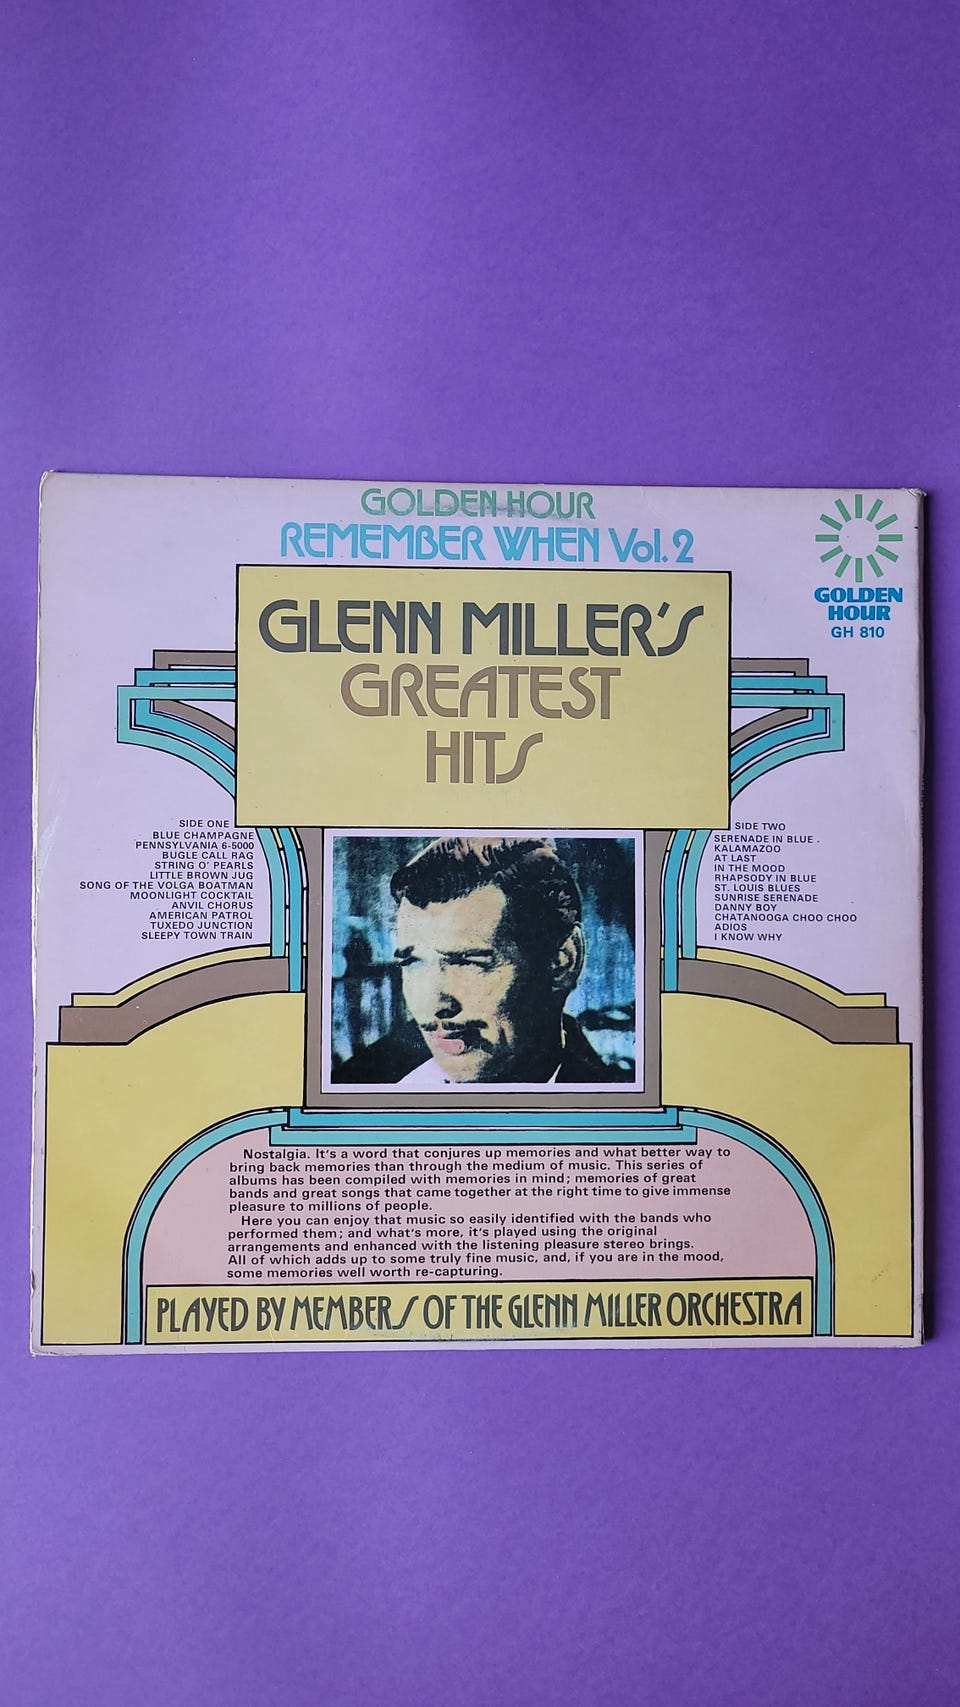 GOLDEN HOUR
REMEMBER WHEN Vol. 2
GOLDEN
HOUR
GH 810
GLENN MILLER'S
GREATEST
HITS
SIDE ONE
BLUE CHAMPAGNE
PENNSYLVANIA 6-5000
BUGLE CALL RAG
STRING O' PEARLS
LITTLE BROWN JUG
SONG OF THE VOLGA BOATMAN
MOONLIGHT COCKTAIL
ANVIL CHORUS
AMERICAN PATROL
TUXEDO JUNCTION
SLEEPY TOWN TRAIN
SIDE TWO
SERENADE IN BLUE .
KALAMAZOO
AT LAST
IN THE MOOD
RHAPSODY IN BLUE
ST. LOUIS BLUES
SUNRISE SERENADE
DANNY BOY
CHATANOOGA CHOO CHOO
ADIOS
I KNOW WHY
Nostalgia. It's a word that conjures up memories and what better way to
bring back memories than through the medium of music. This series of
albums has been compiled with memories in mind; memories of great
bands and great songs that came together at the right time to give immense
pleasure to millions of people.
Here you can enjoy that music so easily identified with the bands who
performed them; and what's more, it's played using the original
arrangements and enhanced with the listening pleasure stereo brings.
All of which adds up to some truly fine music, and, if you are in the mood,
some memories well worth re-capturing.
PLAYED BY MEMBERS OF THE GLENN MILLER ORCHESTRA